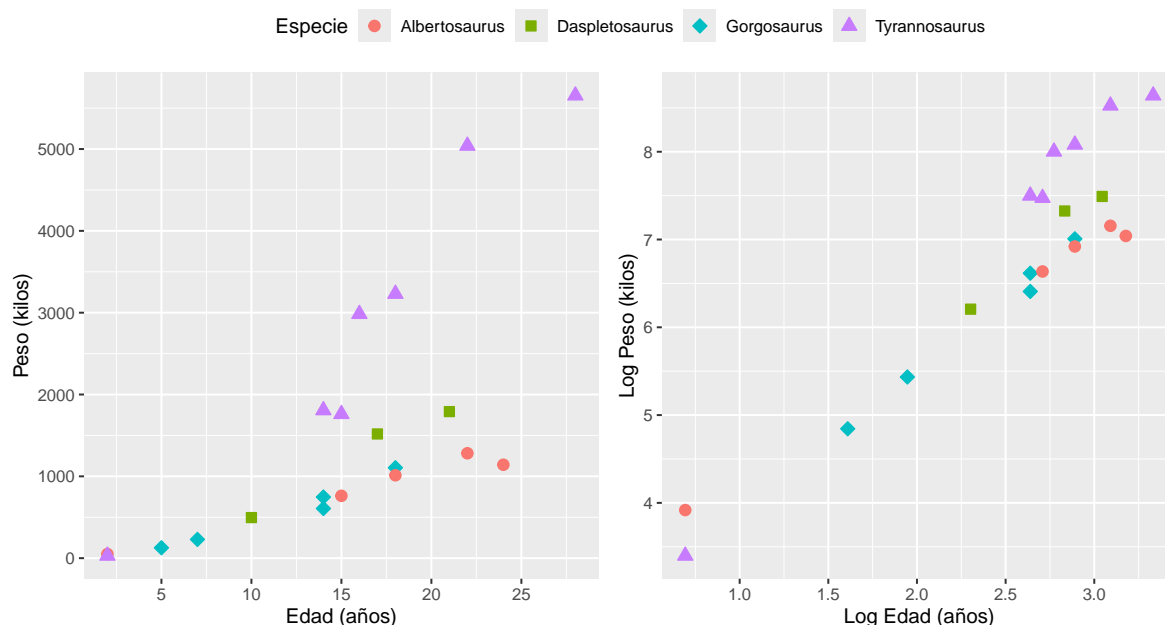 Especie Albertosaurus Daspletosaurus Gorgosaurus Tyrannosaurus
Peso (kilos)
5000
4000
3000
2000
1000
0
5 10 15 20 25
Edad (años)
Log Peso (kilos)
8
7
6
5
4
1.0 1.5 2.0 2.5 3.0
Log Edad (años)